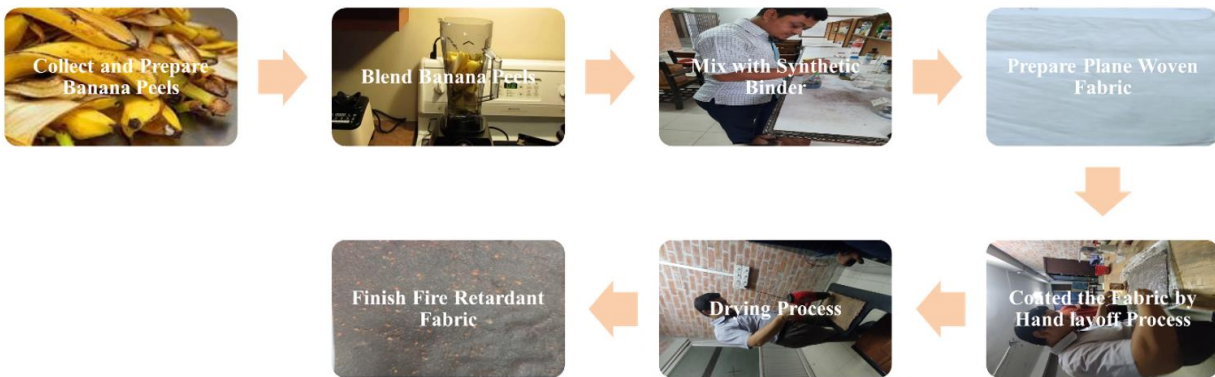 Collect and Prepare
Banana Peels
Blend Banana Peels
Mix with Synthetic
Binder
Prepare Plane Woven
Fabric
Coated the Fabric by
Hand layoff Process
Drying Process
Finish Fire Retardant
Fabric